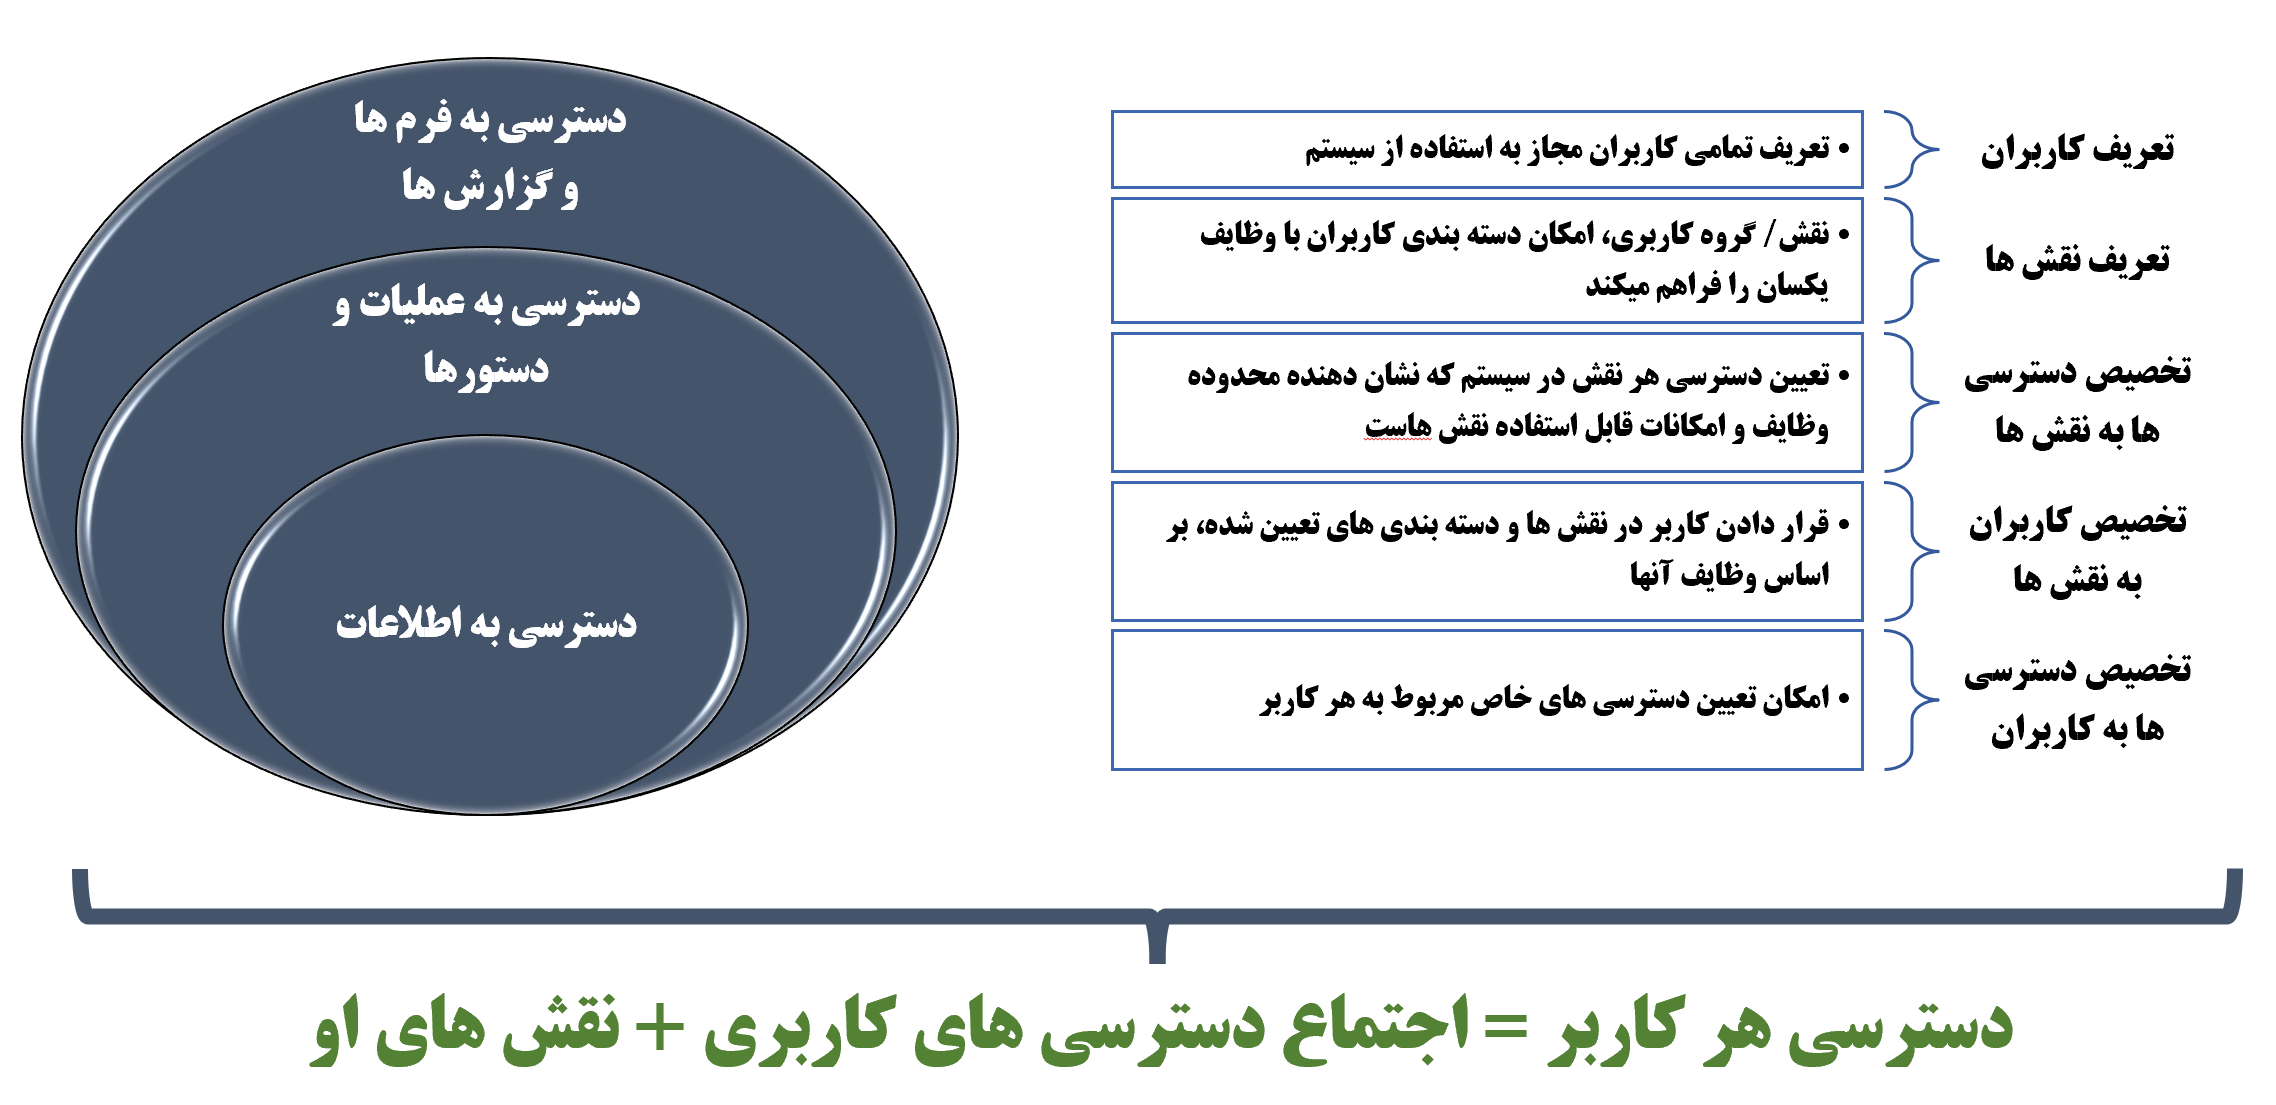 تعریف کاربران
• تعریف تمامی کاربران مجاز به استفاده از سیستم
تعریف نقش ها
• نقش/ گروه کاربری، امکان دسته بندی کاربران با وظایف
یکسان را فراهم میکند
تخصیص دسترسی
ها به نقش ها
• تعیین دسترسی هر نقش در سیستم که نشان دهنده محدوده
وظایف و امکانات قابل استفاده نقش هاست
تخصیص کاربران
به نقش ها
• قرار دادن کاربر در نقش ها و دسته بندی های تعیین شده، بر
اساس وظایف آنها
تخصیص دسترسی
ها به کاربران
• امکان تعیین دسترسی های خاص مربوط به هر کاربر
دسترسی به فرم ها
و گزارش ها
دسترسی به عملیات و
دستورها
دسترسی به اطلاعات
دسترسی هر کاربر = اجتماع دسترسی های کاربری + نقش های او